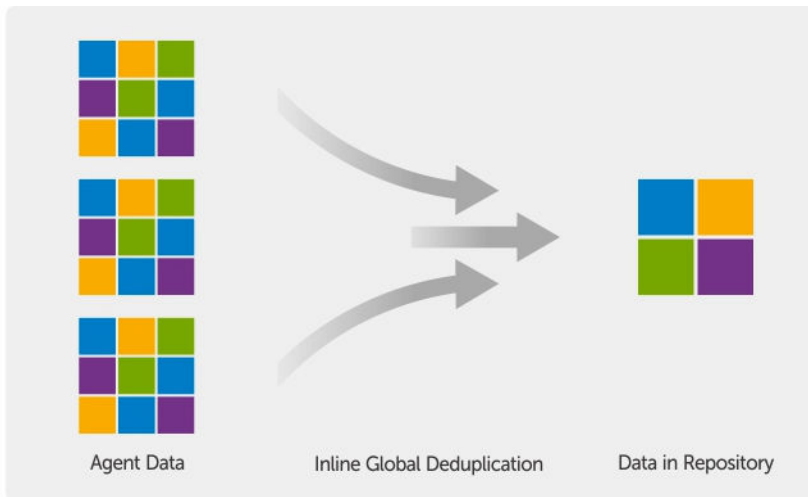 Agent Data
Inline Global Deduplication
Data in Repository